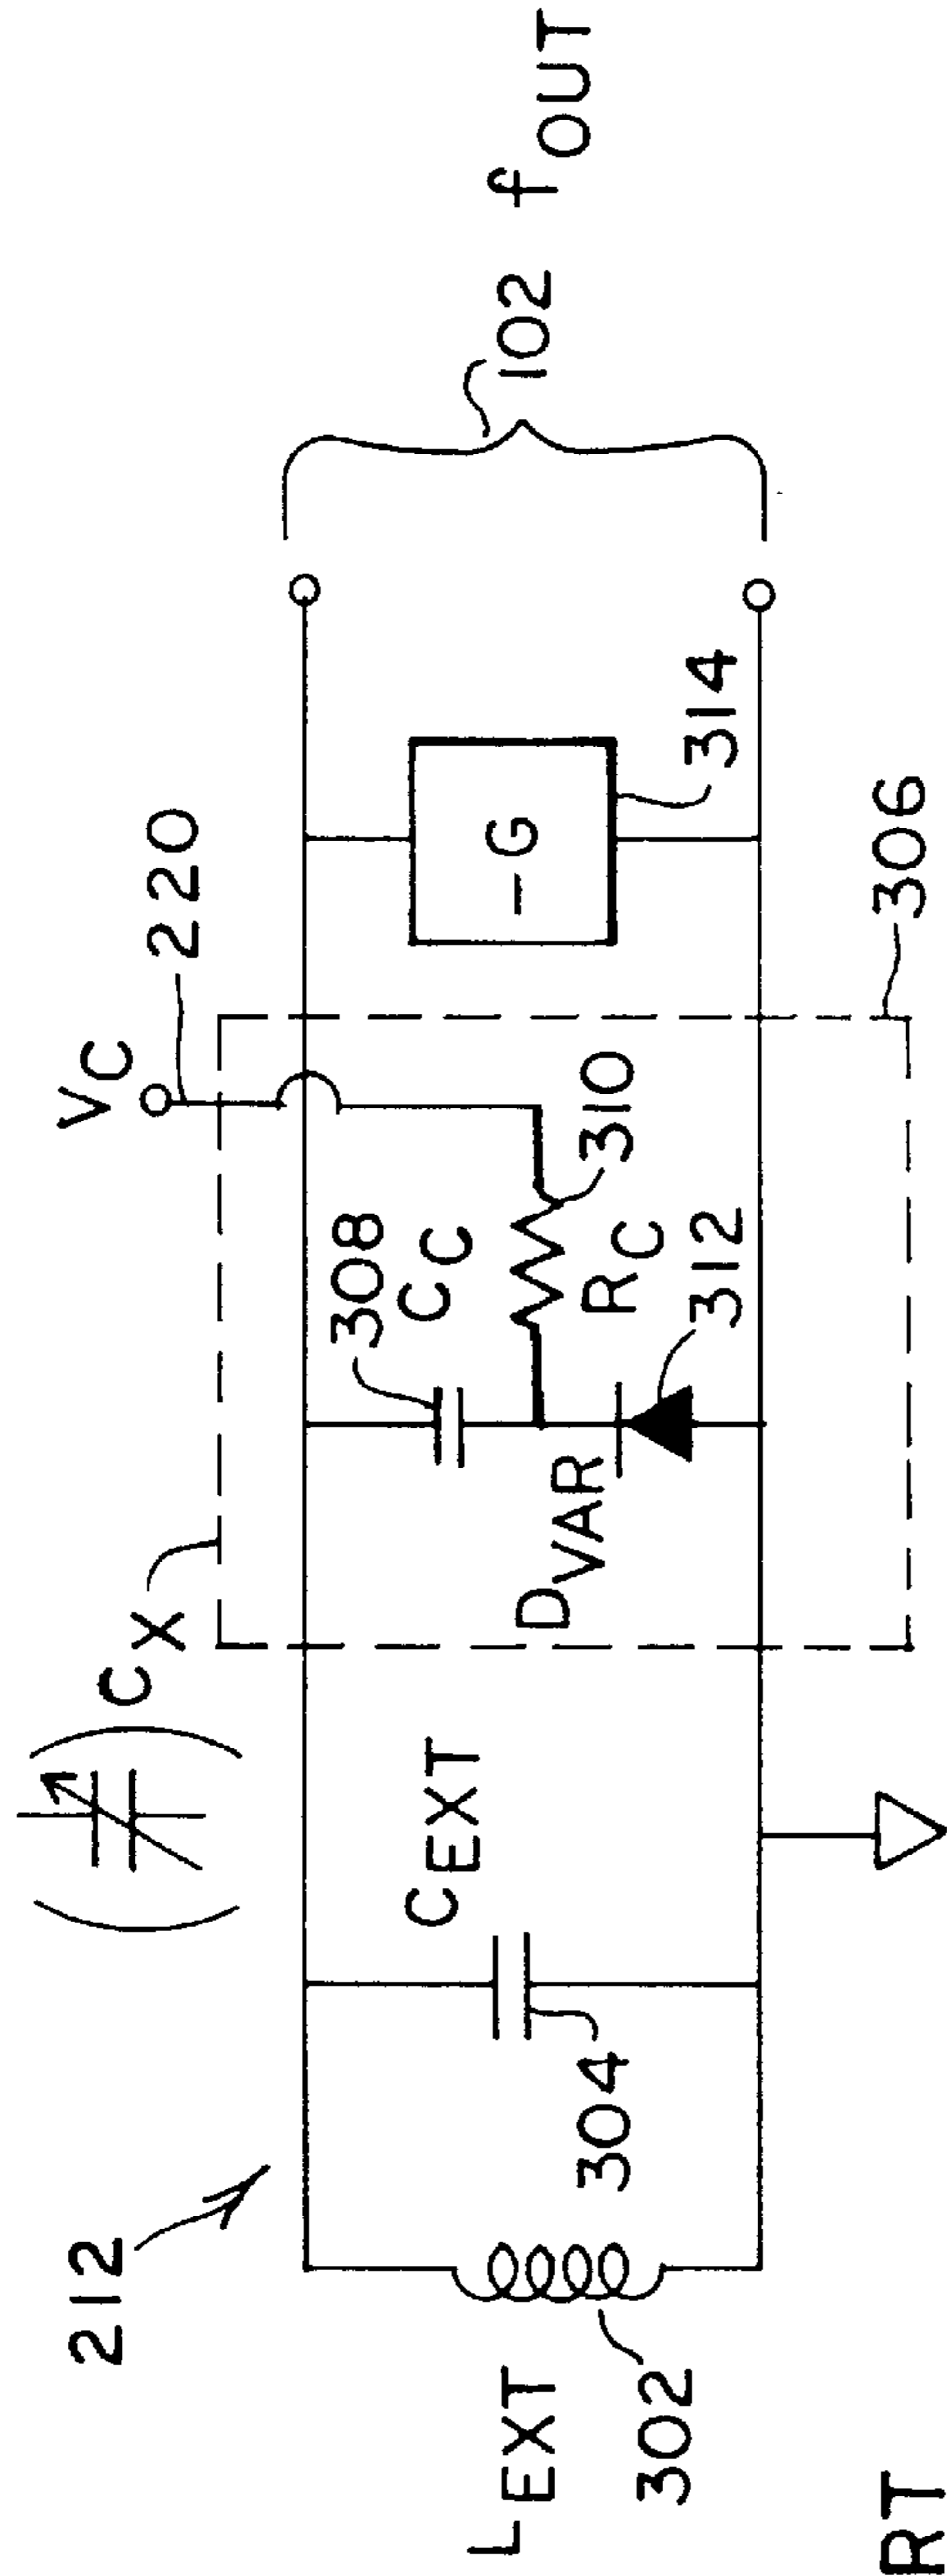 212
C_X
V_C
220
308
C_C
310
R_C
D_VAR
312
C_EXT
304
L_EXT
302
-G
314
306
102 f_OUT
RT